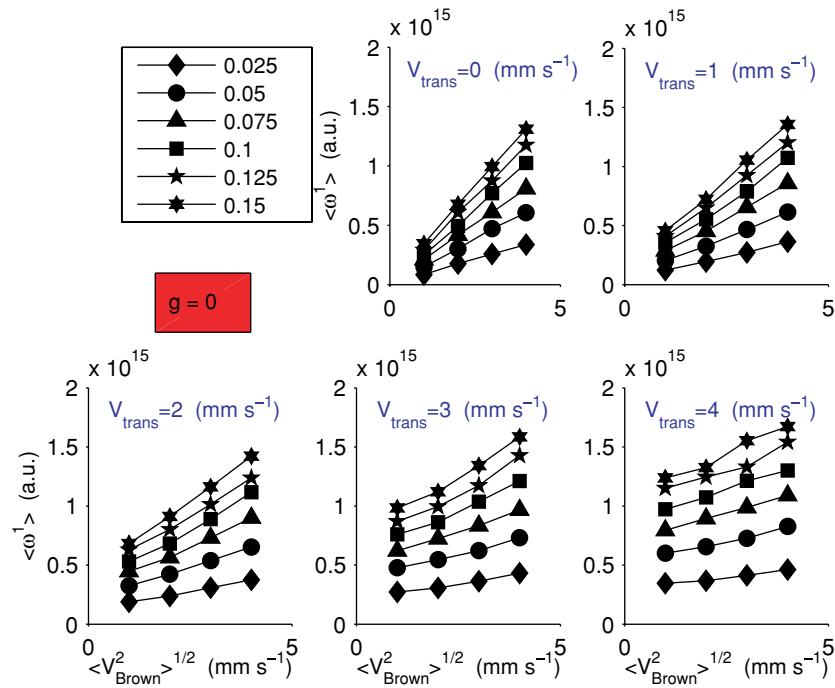 x 10^15
x 10^15
0.025
0.05
0.075
0.1
0.125
0.15
V_trans=0 (mm s^−1)
V_trans=1 (mm s^−1)
<ω^1> (a.u.)
2
1.5
1
0.5
0
0
5
2
1.5
1
0.5
0
0
5
g = 0
x 10^15
x 10^15
x 10^15
V_trans=2 (mm s^−1)
V_trans=3 (mm s^−1)
V_trans=4 (mm s^−1)
<ω^1> (a.u.)
2
1.5
1
0.5
0
0
5
2
1.5
1
0.5
0
0
5
2
1.5
1
0.5
0
0
5
<V^2_Brown>^1/2 (mm s^−1)
<V^2_Brown>^1/2 (mm s^−1)
<V^2_Brown>^1/2 (mm s^−1)